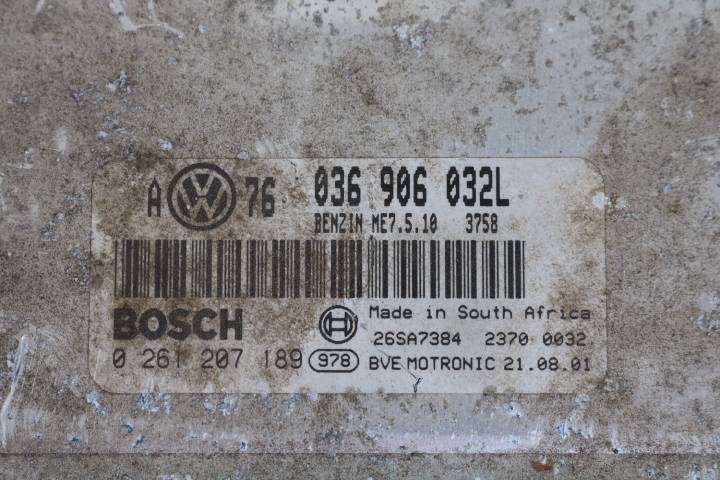 A VW 76 036 906 032L
BENZIN ME7.5.10 3758
BOSCH
Made in South Africa
26SA7384 2370 0032
0 261 207 189 978 BVE MOTRONIC 21.08.01